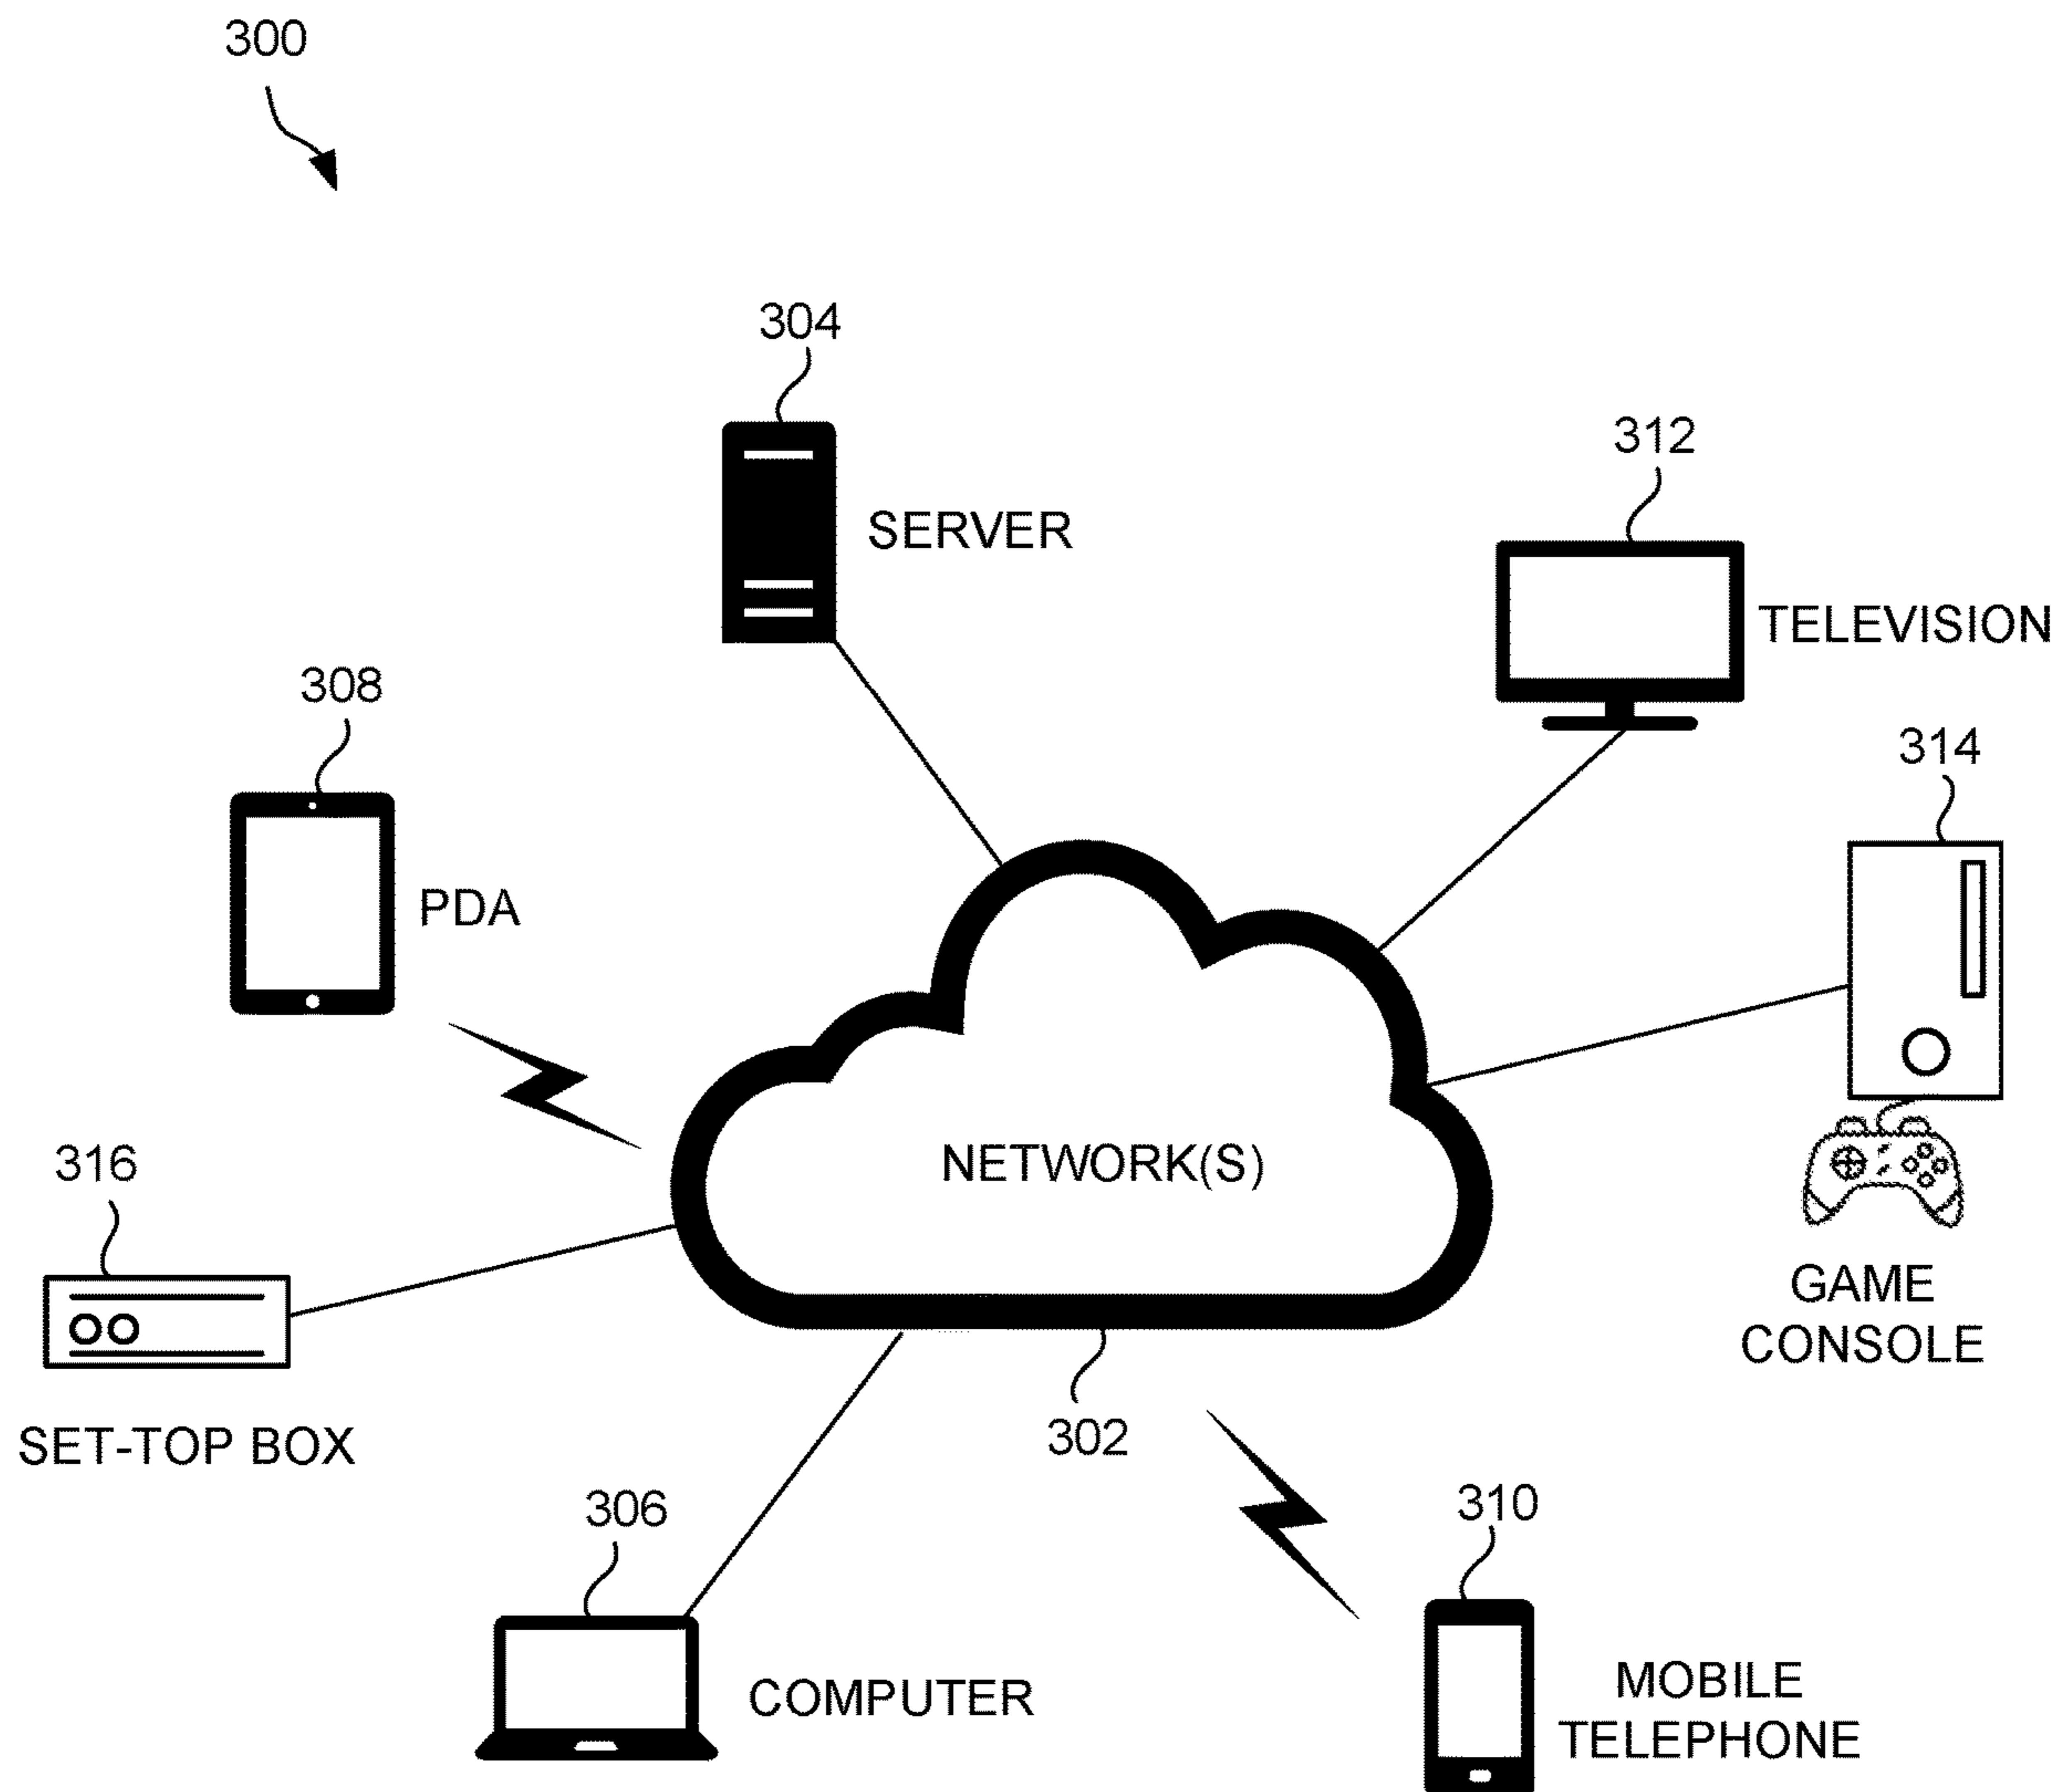 300
304
SERVER
312
TELEVISION
308
PDA
314
NETWORK(S)
316
GAME
CONSOLE
SET-TOP BOX
302
306
COMPUTER
310
MOBILE
TELEPHONE